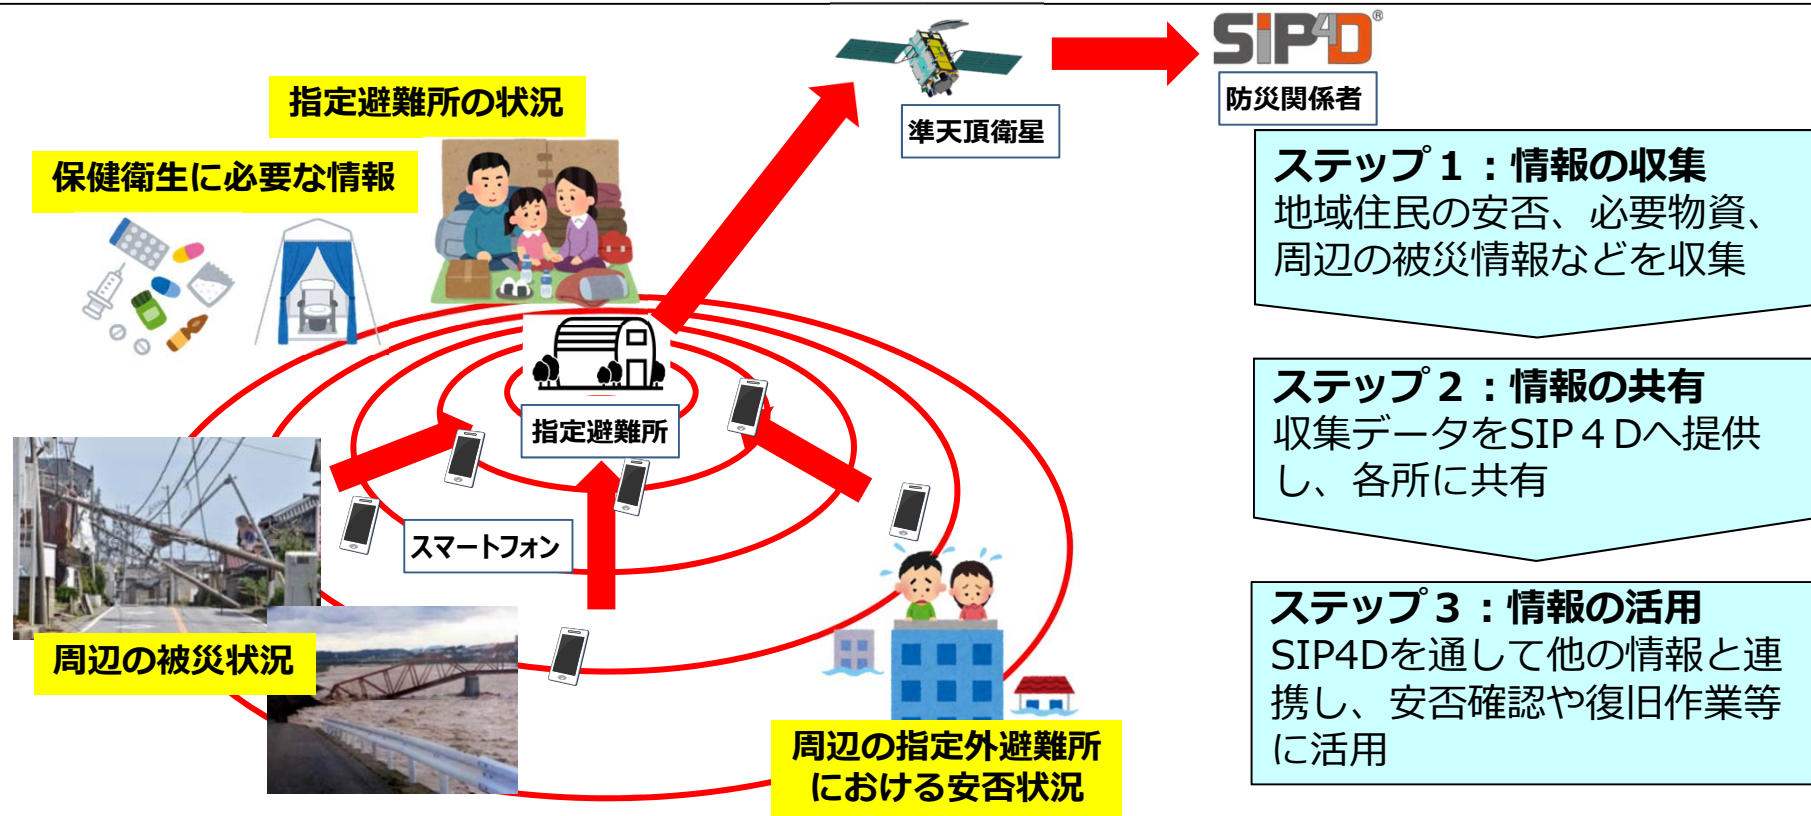 SIP4D®
防災関係者
準天頂衛星
指定避難所の状況
保健衛生に必要な情報
指定避難所
スマートフォン
周辺の被災状況
周辺の指定外避難所
における安否状況
ステップ１：情報の収集
地域住民の安否、必要物資、
周辺の被災情報などを収集
ステップ２：情報の共有
収集データをSIP４Dへ提供
し、各所に共有
ステップ３：情報の活用
SIP4Dを通して他の情報と連
携し、安否確認や復旧作業等
に活用